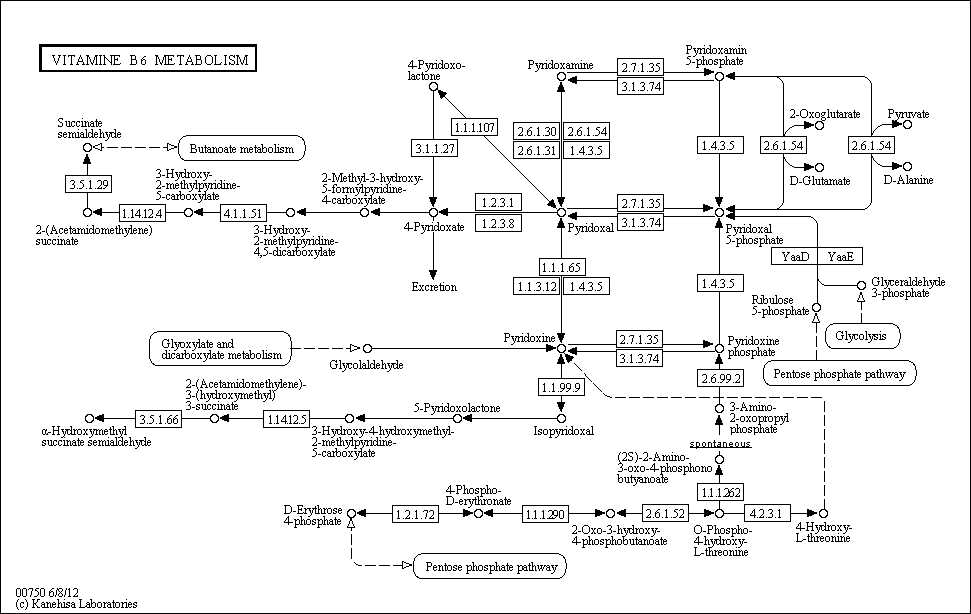 VITAMINE B6 METABOLISM
4-Pyridoxo-
lactone
Pyridoxamine
2.7.1.35
3.1.3.74
Pyridoxamin
5-phosphate
Succinate
semialdehyde
Butanoate metabolism
1.1.1.107
3.1.1.27
2.6.1.30
2.6.1.54
2.6.1.31
1.4.3.5
1.4.3.5
2-Oxoglutarate
2.6.1.54
D-Glutamate
Pyruvate
2.6.1.54
D-Alanine
3.5.1.29
3-Hydroxy-
2-methylpyridine-
5-carboxylate
2-Methyl-3-hydroxy-
5-formylpyridine-
4-carboxylate
1.14.12.4
4.1.1.51
1.2.3.1
1.2.3.8
2.7.1.35
3.1.3.74
2-(Acetamidomethylene)
succinate
3-Hydroxy-
2-methylpyridine-
4,5-dicarboxylate
4-Pyridoxate
Pyridoxal
Pyridoxal
5-phosphate
YaaD
YaaE
Excretion
1.1.1.65
1.1.3.12
1.4.3.5
1.4.3.5
Ribulose
5-phosphate
Glyceraldehyde
3-phosphate
Glycolysis
Pentose phosphate pathway
Glyoxylate and
dicarboxylate metabolism
Glycolaldehyde
Pyridoxine
2.7.1.35
3.1.3.74
Pyridoxine
phosphate
1.1.99.9
2.6.99.2
2-(Acetamidomethylene)-
3-(hydroxymethyl)
3-succinate
5-Pyridoxolactone
3.5.1.66
1.14.12.5
α-Hydroxymethyl
succinate semialdehyde
3-Hydroxy-4-hydroxymethyl-
2-methylpyridine-
5-carboxylate
Isopyridoxal
3-Amino-
2-oxopropyl
phosphate
spontaneous
(2S)-2-Amino-
3-oxo-4-phosphono
butyanoate
1.1.1.262
D-Erythrose
4-phosphate
1.2.1.72
4-Phospho-
D-erythronate
1.1.1.290
2-Oxo-3-hydroxy-
4-phosphobutanoate
2.6.1.52
O-Phospho-
4-hydroxy-
L-threonine
4.2.3.1
4-Hydroxy-
L-threonine
Pentose phosphate pathway
00750 6/8/12
(c) Kanehisa Laboratories